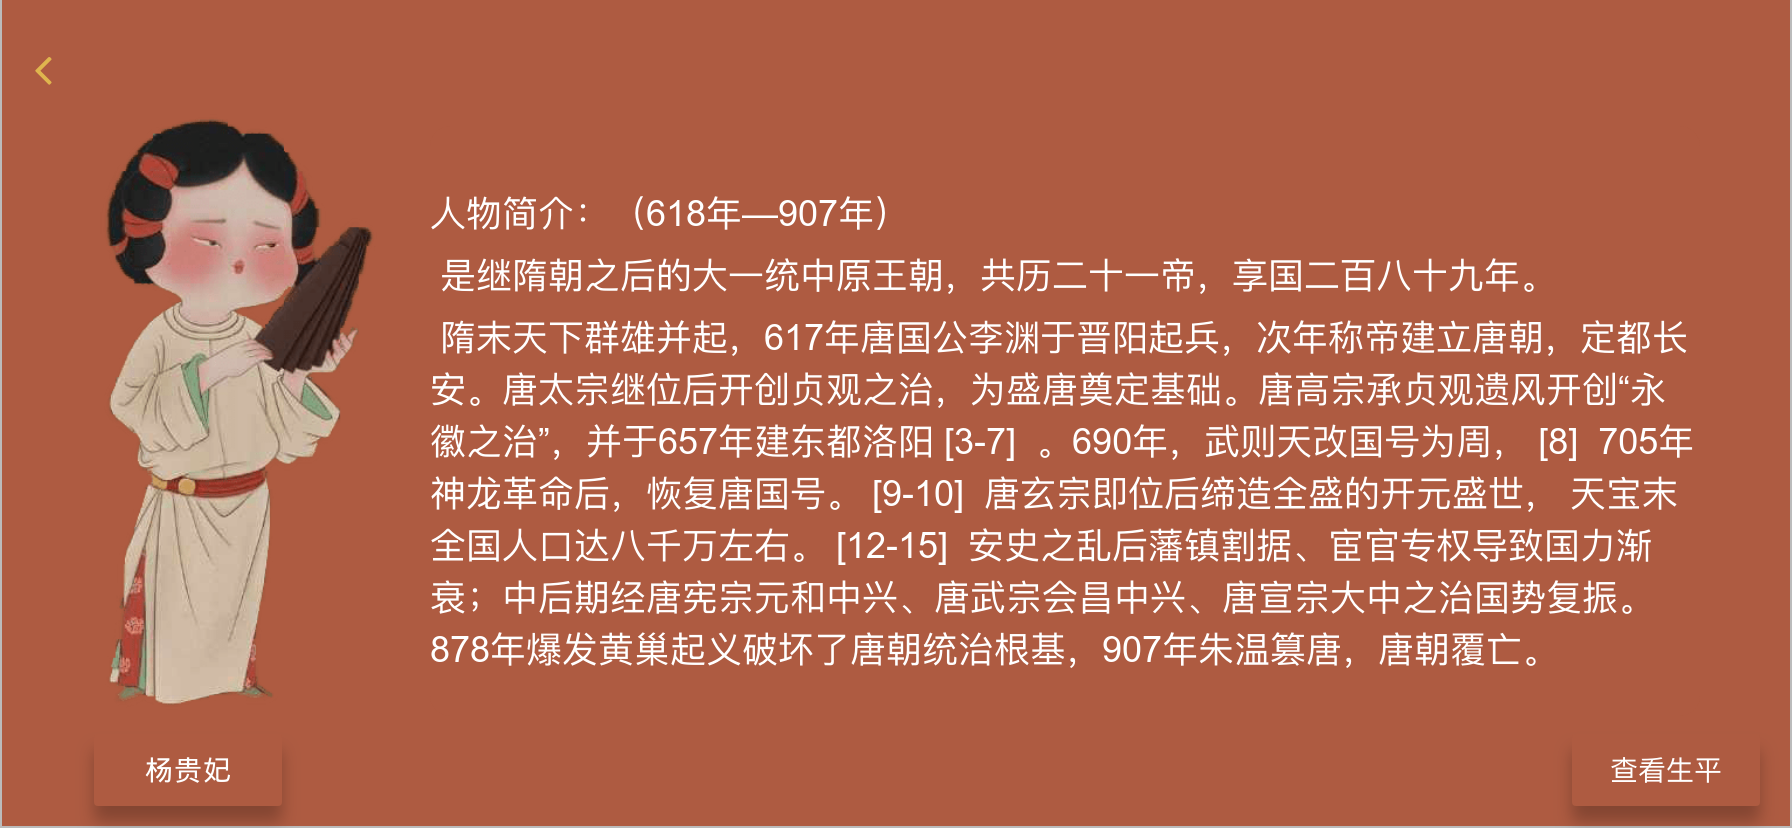 人物简介：（618年—907年）
是继隋朝之后的大一统中原王朝，共历二十一帝，享国二百八十九年。
隋末天下群雄并起，617年唐国公李渊于晋阳起兵，次年称帝建立唐朝，定都长
安。唐太宗继位后开创贞观之治，为盛唐奠定基础。唐高宗承贞观遗风开创“永
徽之治”，并于657年建东都洛阳 [3-7] 。690年，武则天改国号为周， [8] 705年
神龙革命后，恢复唐国号。 [9-10] 唐玄宗即位后缔造全盛的开元盛世， 天宝末
全国人口达八千万左右。 [12-15] 安史之乱后藩镇割据、宦官专权导致国力渐
衰；中后期经唐宪宗元和中兴、唐武宗会昌中兴、唐宣宗大中之治国势复振。
878年爆发黄巢起义破坏了唐朝统治根基，907年朱温篡唐，唐朝覆亡。
杨贵妃
查看生平